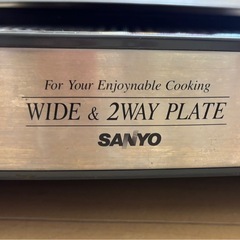 For Your Enjoynable Cooking
WIDE & 2WAY PLATE
SANYO